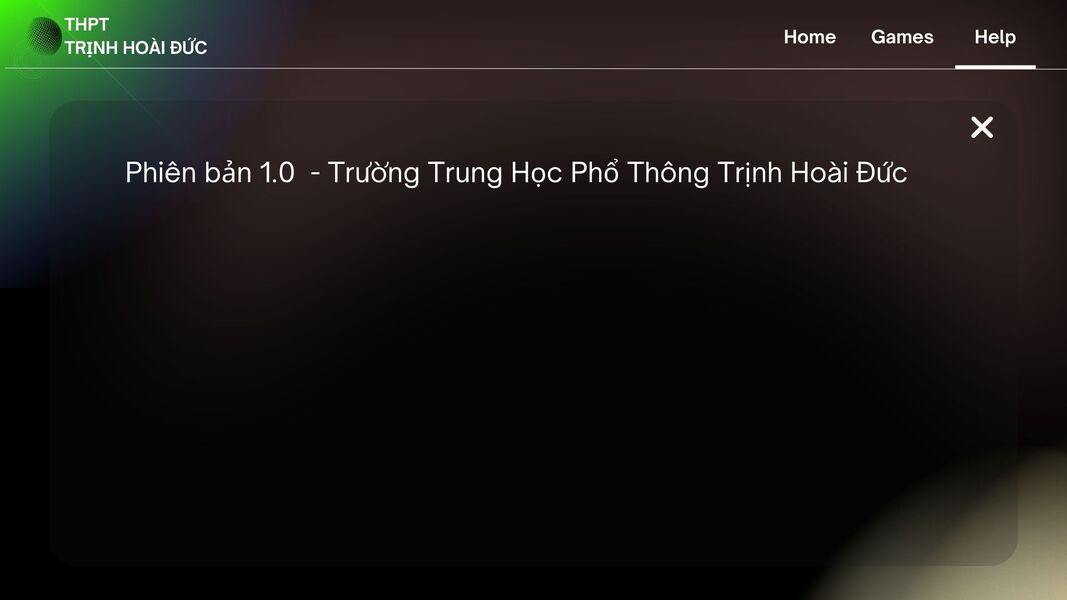 THPT
TRỊNH HOÀI ĐỨC
Home Games Help
Phiên bản 1.0 - Trường Trung Học Phổ Thông Trịnh Hoài Đức